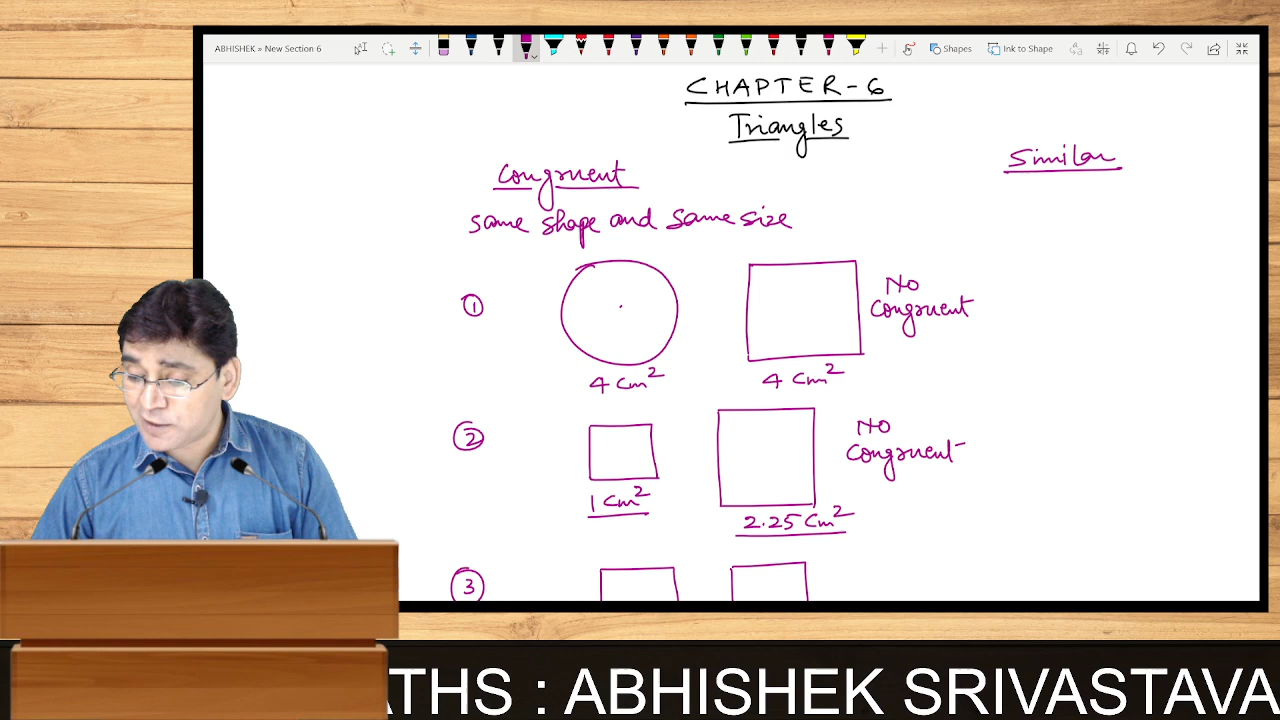 ABHISHEK » New Section 6
Shapes
Ink to Shape
CHAPTER-6
Triangles
Congruent
Similar
same shape and same size
①
No
Congruent
4 Cm²
4 Cm²
②
No
Congruent
1 Cm²
2.25 Cm²
③
ATHS : ABHISHEK SRIVASTAVA